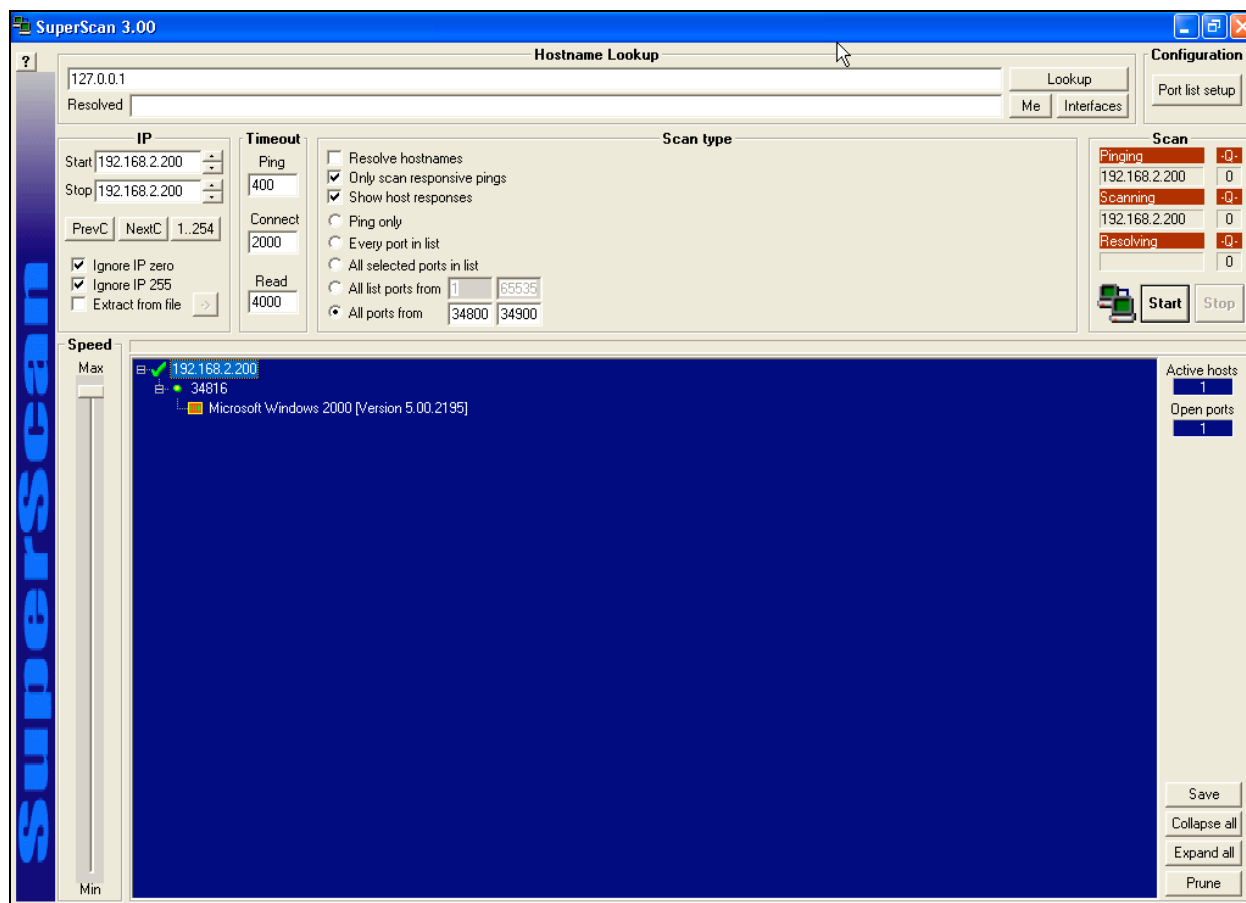 SuperScan 3.00
?
Hostname Lookup
Configuration
127.0.0.1
Lookup
Port list setup
Resolved
Me
Interfaces
IP
Timeout
Scan type
Scan
Start 192.168.2.200
Stop 192.168.2.200
PrevC
NextC
1..254
Ignore IP zero
Ignore IP 255
Extract from file ->
Ping
400
Connect
2000
Read
4000
Resolve hostnames
Only scan responsive pings
Show host responses
Ping only
Every port in list
All selected ports in list
All list ports from 1 65535
All ports from 34800 34900
Pinging -Q-
192.168.2.200 0
Scanning -Q-
192.168.2.200 0
Resolving -Q-
0
Start
Stop
Speed
Max
Min
192.168.2.200
34816
Microsoft Windows 2000 [Version 5.00.2195]
Active hosts
1
Open ports
1
Save
Collapse all
Expand all
Prune
SuperScan